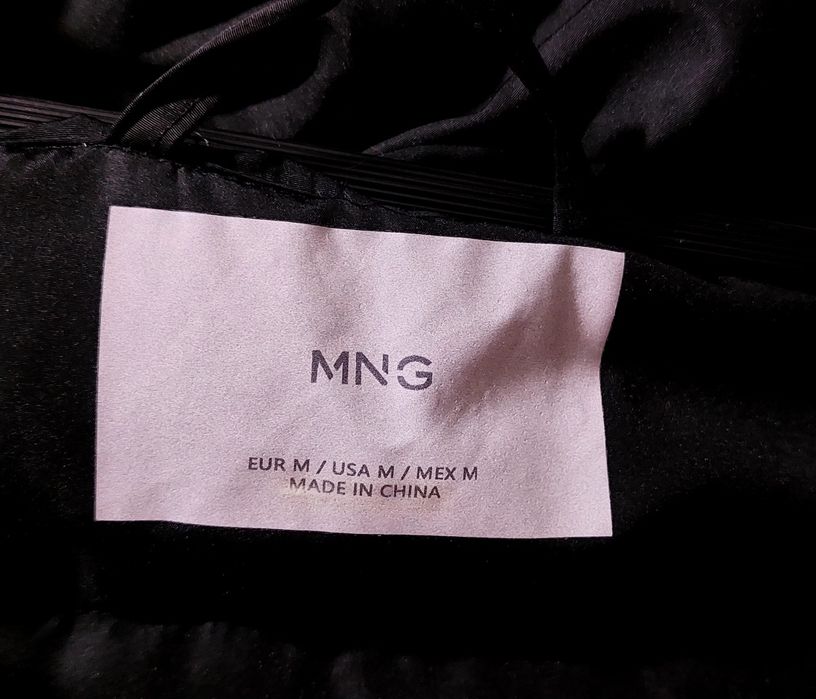 MNG
EUR M / USA M / MEX M
MADE IN CHINA